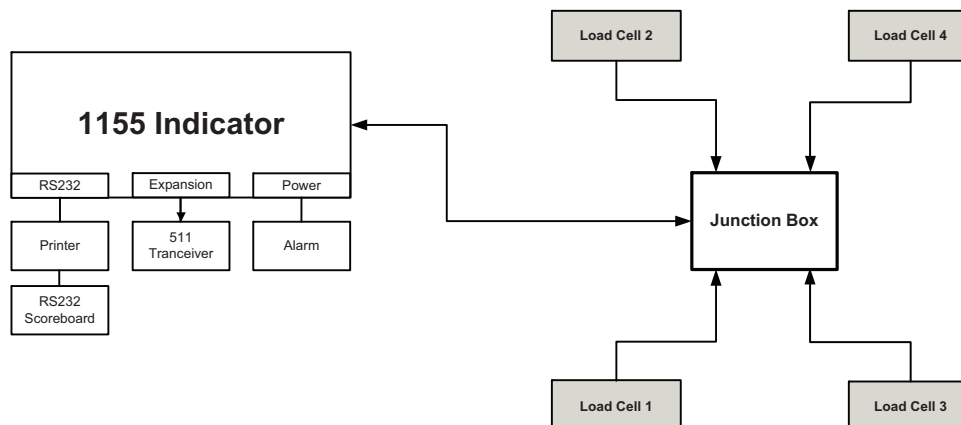 Load Cell 2
Load Cell 4
1155 Indicator
RS232
Expansion
Power
Junction Box
Printer
511
Tranceiver
Alarm
RS232
Scoreboard
Load Cell 1
Load Cell 3